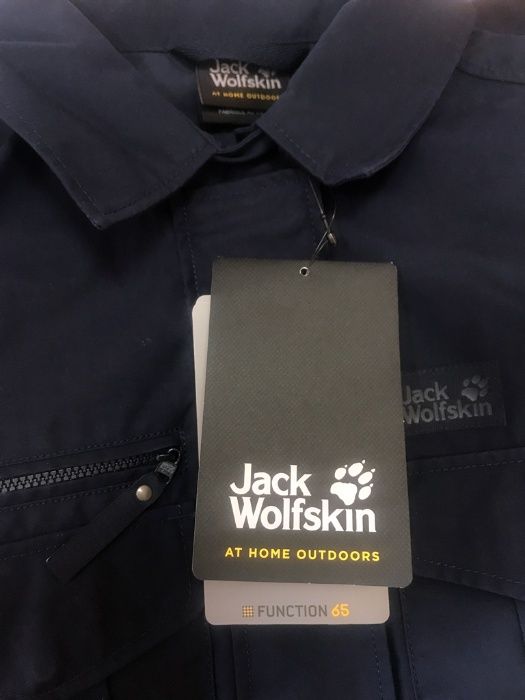 Jack
Wolfskin
AT HOME OUTDOORS
Jack
Wolfskin
Jack
Wolfskin
AT HOME OUTDOORS
FUNCTION 65